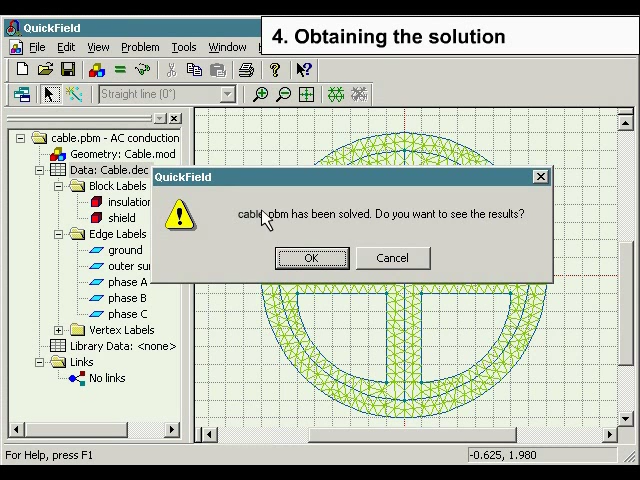 QuickField
4. Obtaining the solution
File Edit View Problem Tools Window
Straight line (0°)
cable.pbm - AC conduction
Geometry: Cable.mod
Data: Cable.dec
Block Labels
insulation
shield
Edge Labels
ground
outer sur
phase A
phase B
phase C
Vertex Labels
Library Data: <none>
Links
No links
QuickField
cable.pbm has been solved. Do you want to see the results?
OK Cancel
For Help, press F1
-0.625, 1.980